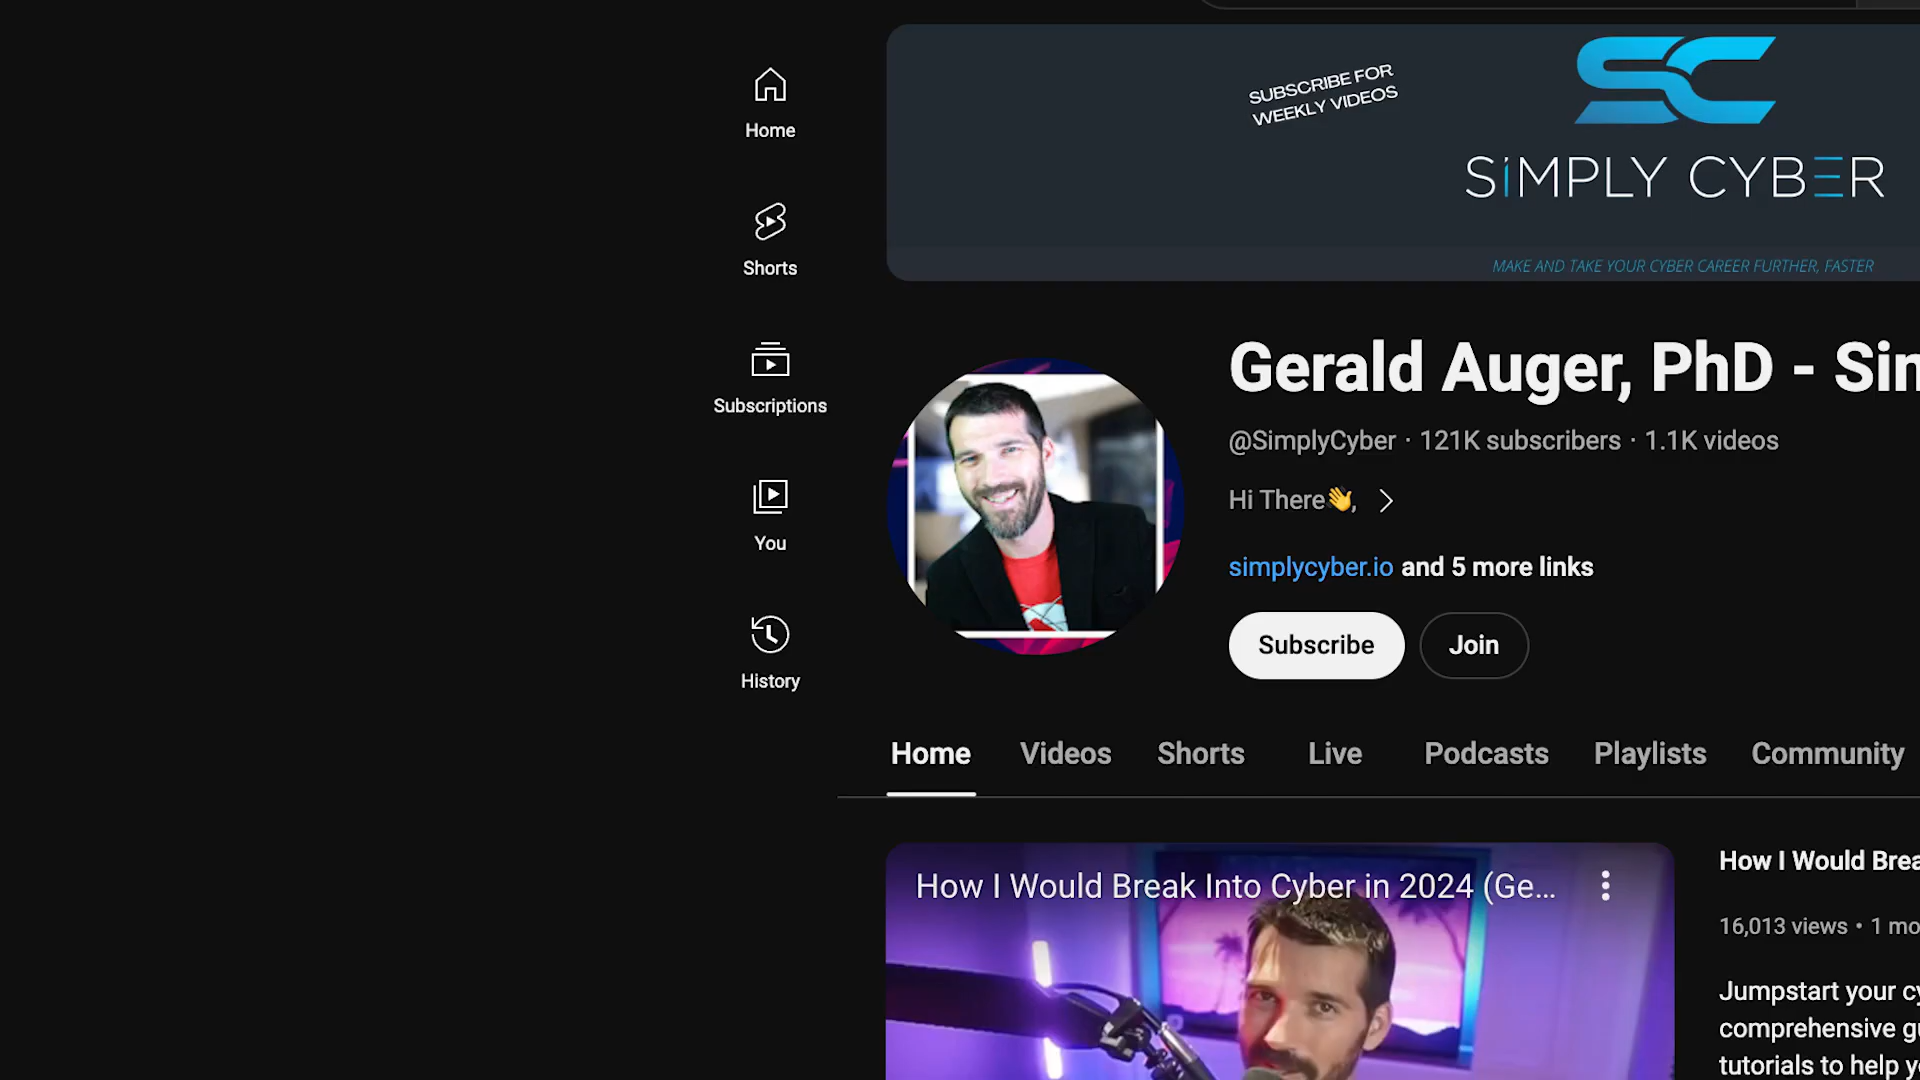 Home
Shorts
Subscriptions
You
History
SUBSCRIBE FOR
WEEKLY VIDEOS
SC
SiMPLY CYBER
MAKE AND TAKE YOUR CYBER CAREER FURTHER, FASTER
Gerald Auger, PhD - Sim
@SimplyCyber · 121K subscribers · 1.1K videos
Hi There👋,
simplycyber.io and 5 more links
Subscribe
Join
Home Videos Shorts Live Podcasts Playlists Community
How I Would Break Into Cyber in 2024 (Ge...
How I Would Brea
16,013 views • 1 mo
Jumpstart your cy
comprehensive gu
tutorials to help y